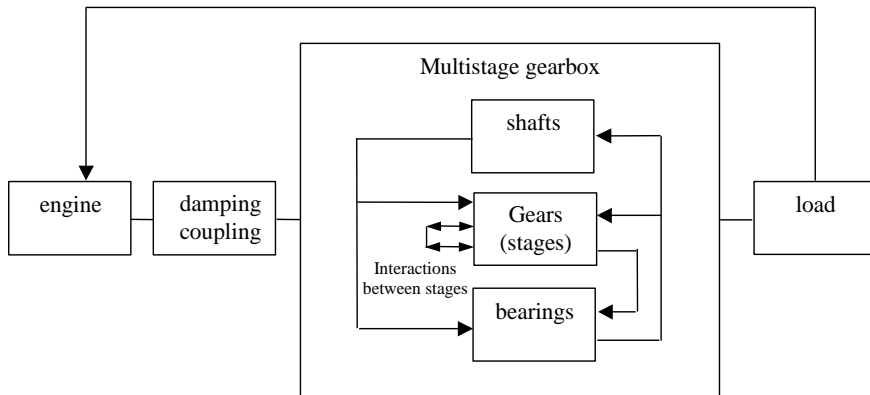 Multistage gearbox
shafts
engine
damping
coupling
Gears
(stages)
load
Interactions
between stages
bearings